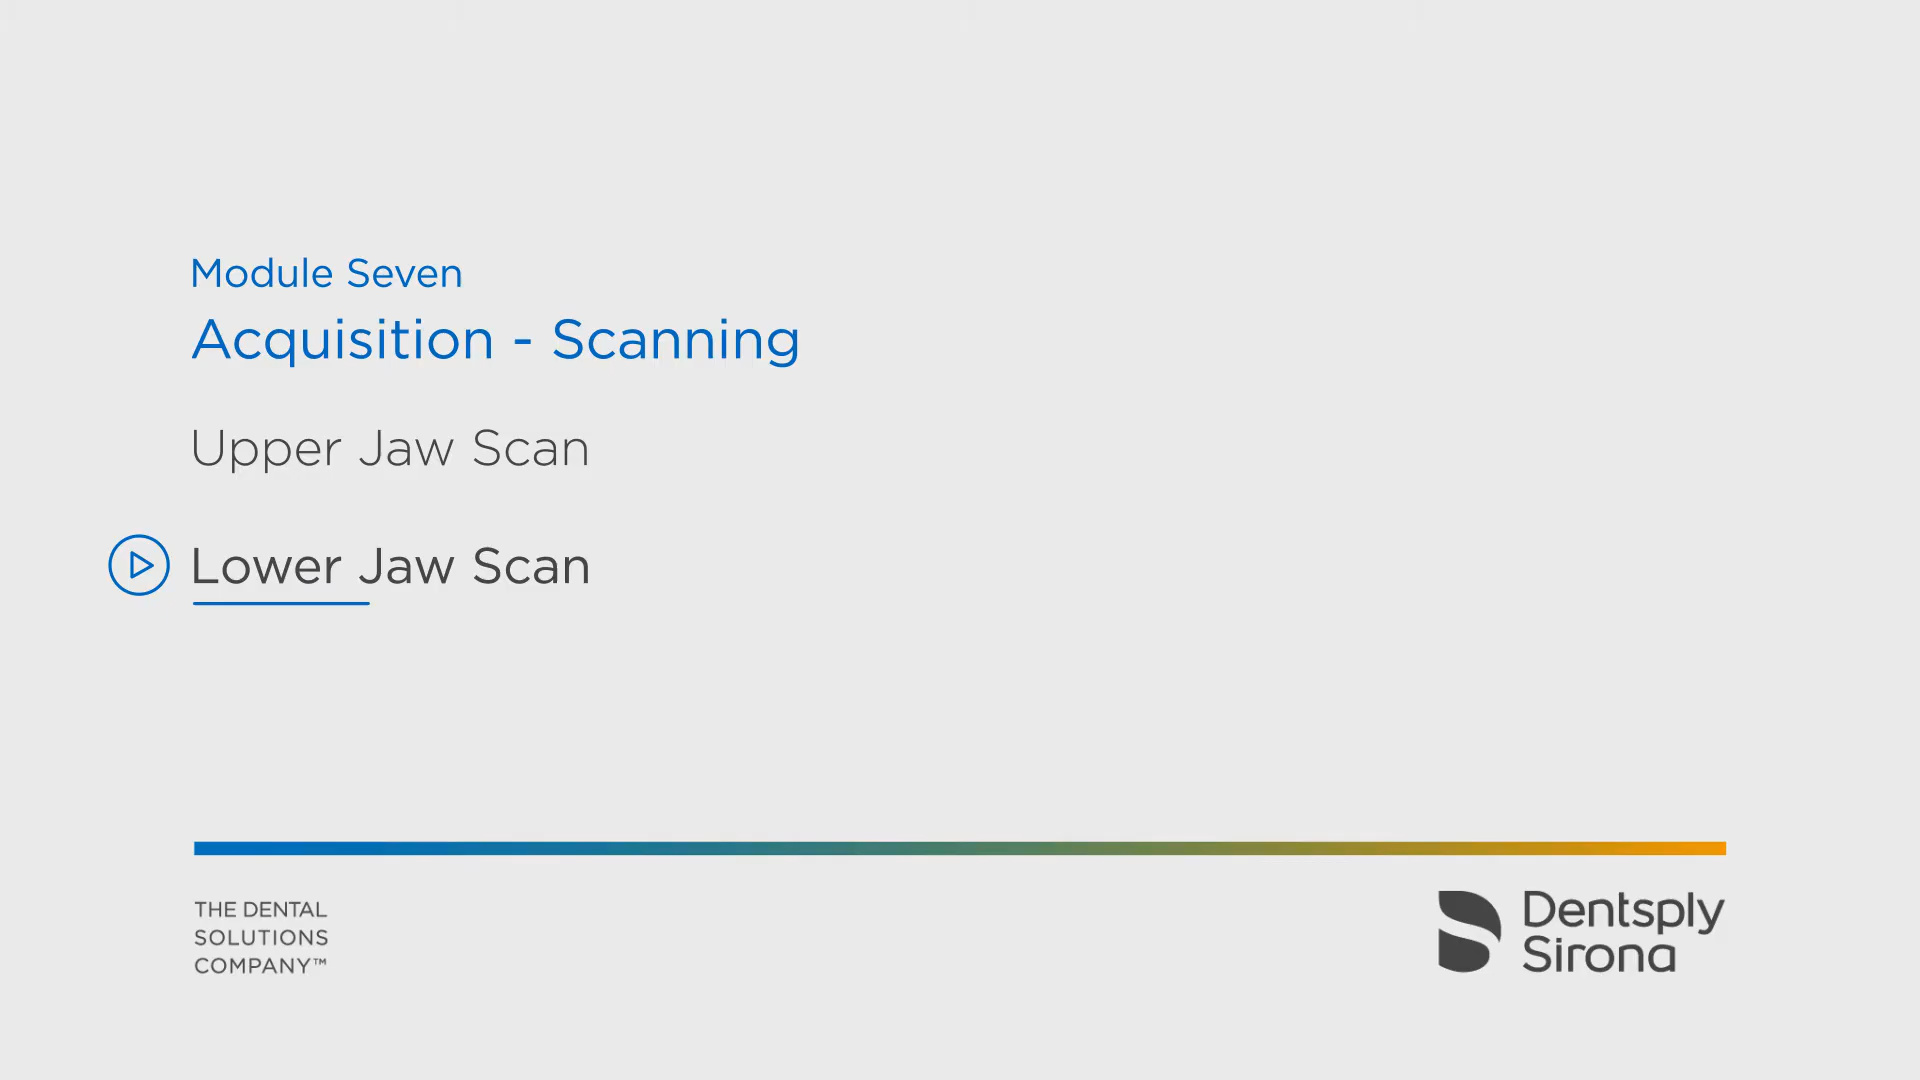 Module Seven
Acquisition - Scanning
Upper Jaw Scan
Lower Jaw Scan
THE DENTAL
SOLUTIONS
COMPANY™
Dentsply
Sirona